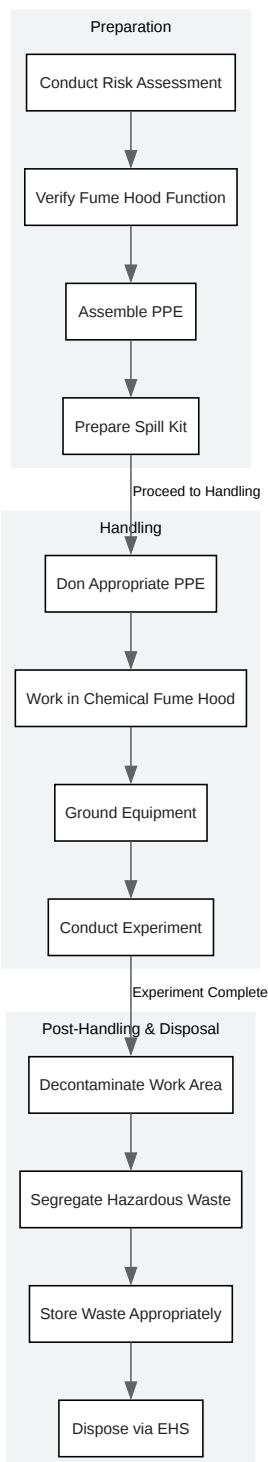 Preparation
Conduct Risk Assessment
Verify Fume Hood Function
Assemble PPE
Prepare Spill Kit
Proceed to Handling
Handling
Don Appropriate PPE
Work in Chemical Fume Hood
Ground Equipment
Conduct Experiment
Experiment Complete
Post-Handling & Disposal
Decontaminate Work Area
Segregate Hazardous Waste
Store Waste Appropriately
Dispose via EHS